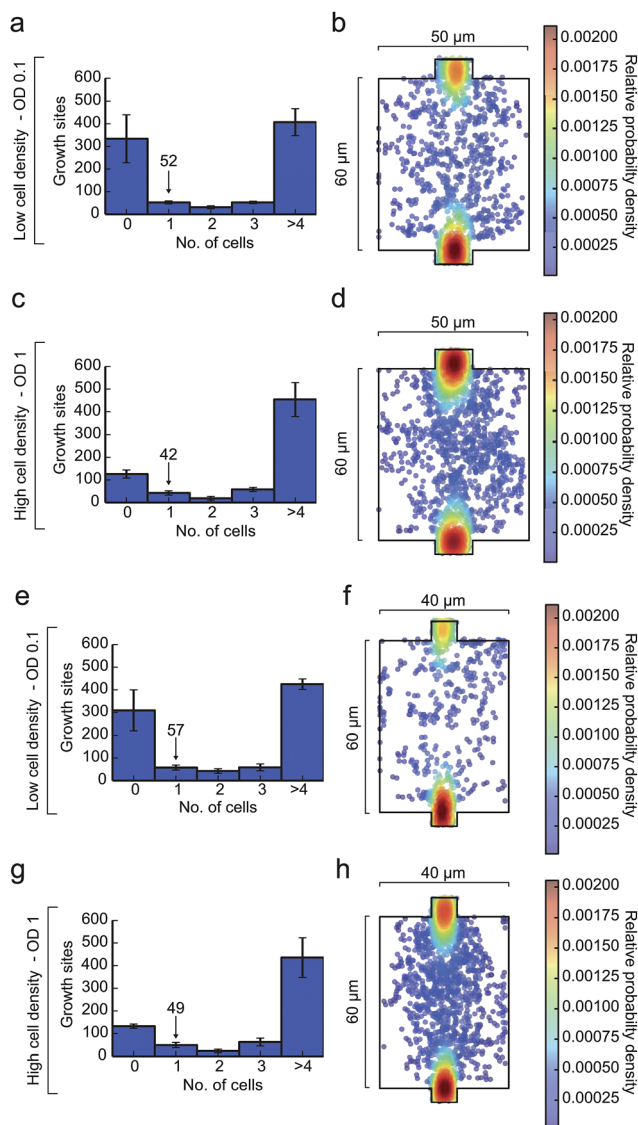 a
Low cell density - OD 0.1
Growth sites
600
500
400
300
200
100
0
52
0 1 2 3 >4
No. of cells
b
50 µm
60 µm
0.00200
0.00175
0.00150
0.00125
0.00100
0.00075
0.00050
0.00025
Relative probabilty density
c
High cell density - OD 1
Growth sites
600
500
400
300
200
100
0
42
0 1 2 3 >4
No. of cells
d
50 µm
60 µm
0.00200
0.00175
0.00150
0.00125
0.00100
0.00075
0.00050
0.00025
Relative probabilty density
e
Low cell density - OD 0.1
Growth sites
600
500
400
300
200
100
0
57
0 1 2 3 >4
No. of cells
f
40 µm
60 µm
0.00200
0.00175
0.00150
0.00125
0.00100
0.00075
0.00050
0.00025
Relative probabilty density
g
High cell density - OD 1
Growth sites
600
500
400
300
200
100
0
49
0 1 2 3 >4
No. of cells
h
40 µm
60 µm
0.00200
0.00175
0.00150
0.00125
0.00100
0.00075
0.00050
0.00025
Relative probabilty density